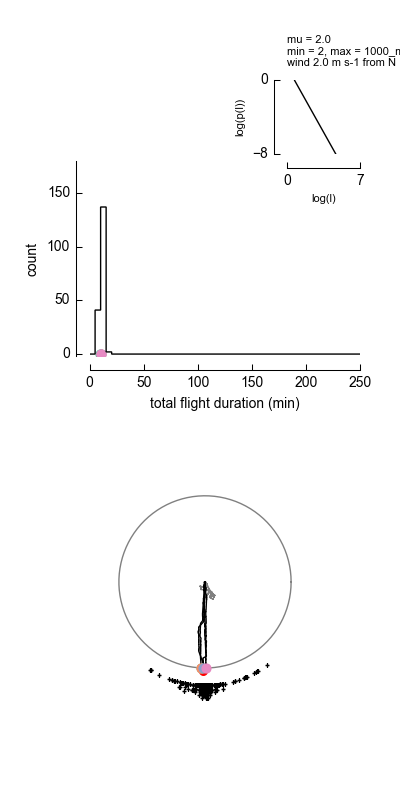 mu = 2.0
min = 2, max = 1000
wind 2.0 m s-1 from N
0
log(p(l))
−8
0 7
log(l)
150
count
100
50
0
0 50 100 150 200 250
total flight duration (min)